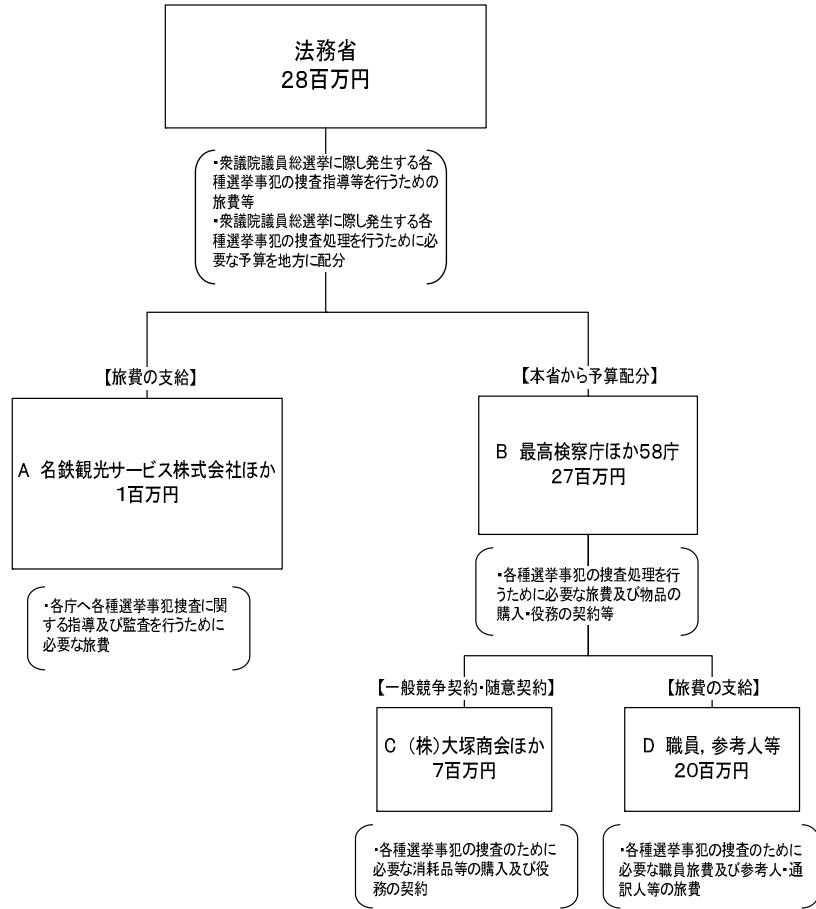 法務省
28百万円
・衆議院議員総選挙に際し発生する各
種選挙事犯の捜査指導等を行うための
旅費等
・衆議院議員総選挙に際し発生する各
種選挙事犯の捜査処理を行うために必
要な予算を地方に配分
【旅費の支給】
A 名鉄観光サービス株式会社ほか
1百万円
・各庁へ各種選挙事犯捜査に関
する指導及び監査を行うために
必要な旅費
【本省から予算配分】
B 最高検察庁ほか58庁
27百万円
・各種選挙事犯の捜査処理を行
うために必要な旅費及び物品の
購入・役務の契約等
【一般競争契約・随意契約】
C (株)大塚商会ほか
7百万円
・各種選挙事犯の捜査のために
必要な消耗品等の購入及び役
務の契約
【旅費の支給】
D 職員,参考人等
20百万円
・各種選挙事犯の捜査のために
必要な職員旅費及び参考人・通
訳人等の旅費